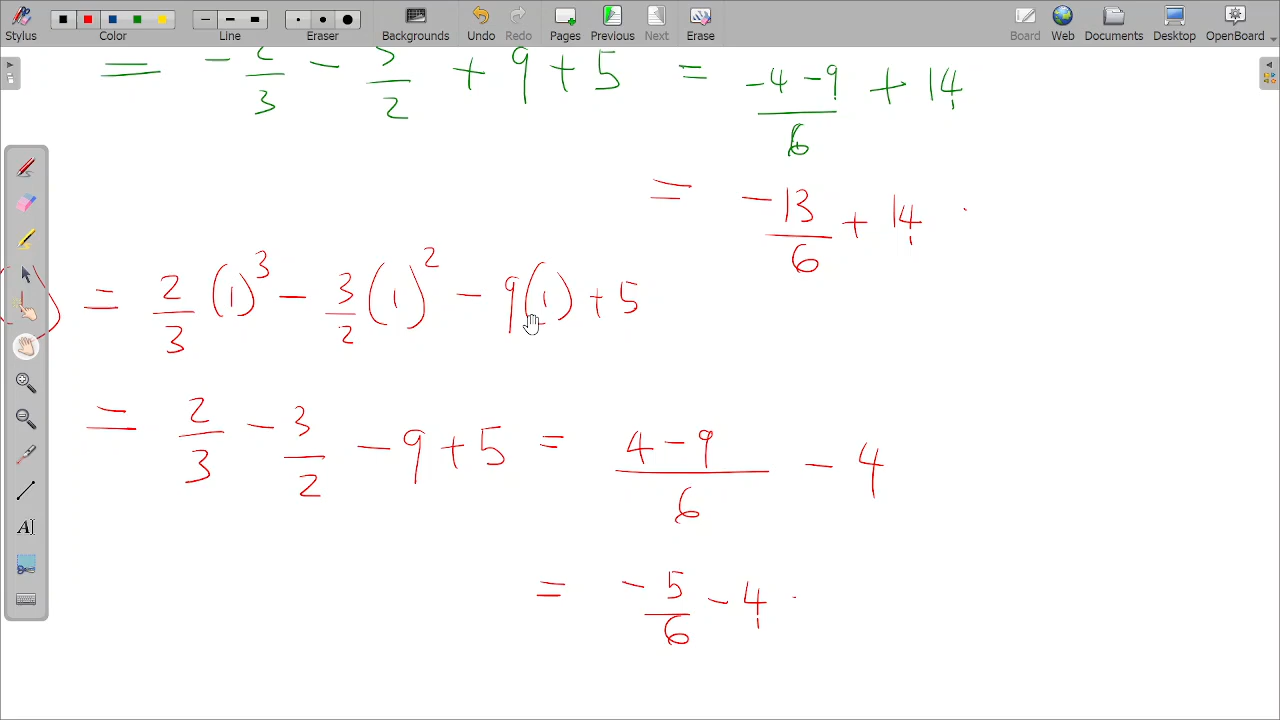 Stylus Color Line Eraser Backgrounds Undo Redo Pages Previous Next Erase Board Web Documents Desktop OpenBoard
= - 2/3 - 3/2 + 9 + 5 = (-4 - 9)/6 + 14
= -13/6 + 14
) = 2/3 (1)^3 - 3/2 (1)^2 - 9(1) + 5
= 2/3 - 3/2 - 9 + 5 = (4 - 9)/6 - 4
= -5/6 - 4